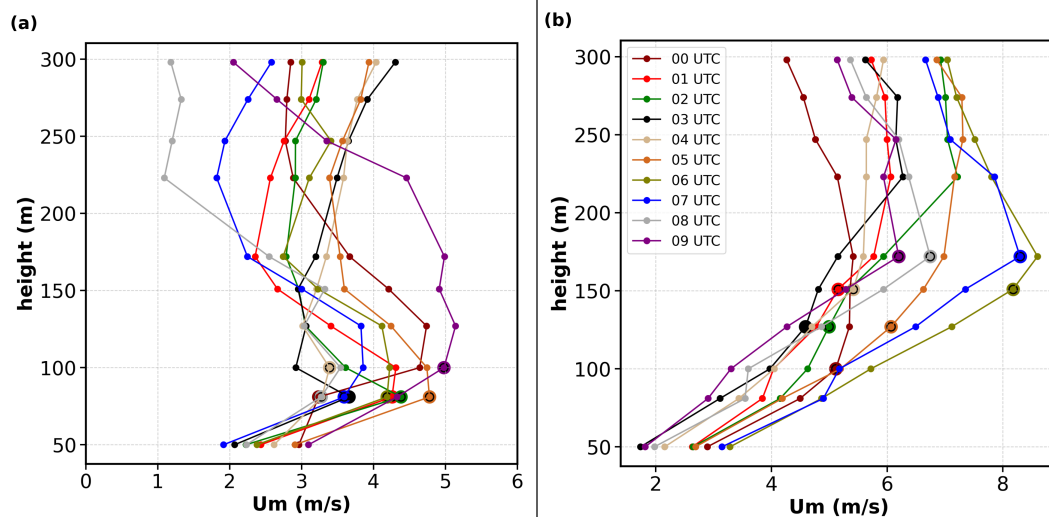 (a)
height (m)
300
250
200
150
100
50
0
1
2
3
4
5
6
Um (m/s)
(b)
height (m)
300
250
200
150
100
50
00 UTC
01 UTC
02 UTC
03 UTC
04 UTC
05 UTC
06 UTC
07 UTC
08 UTC
09 UTC
2
4
6
8
Um (m/s)